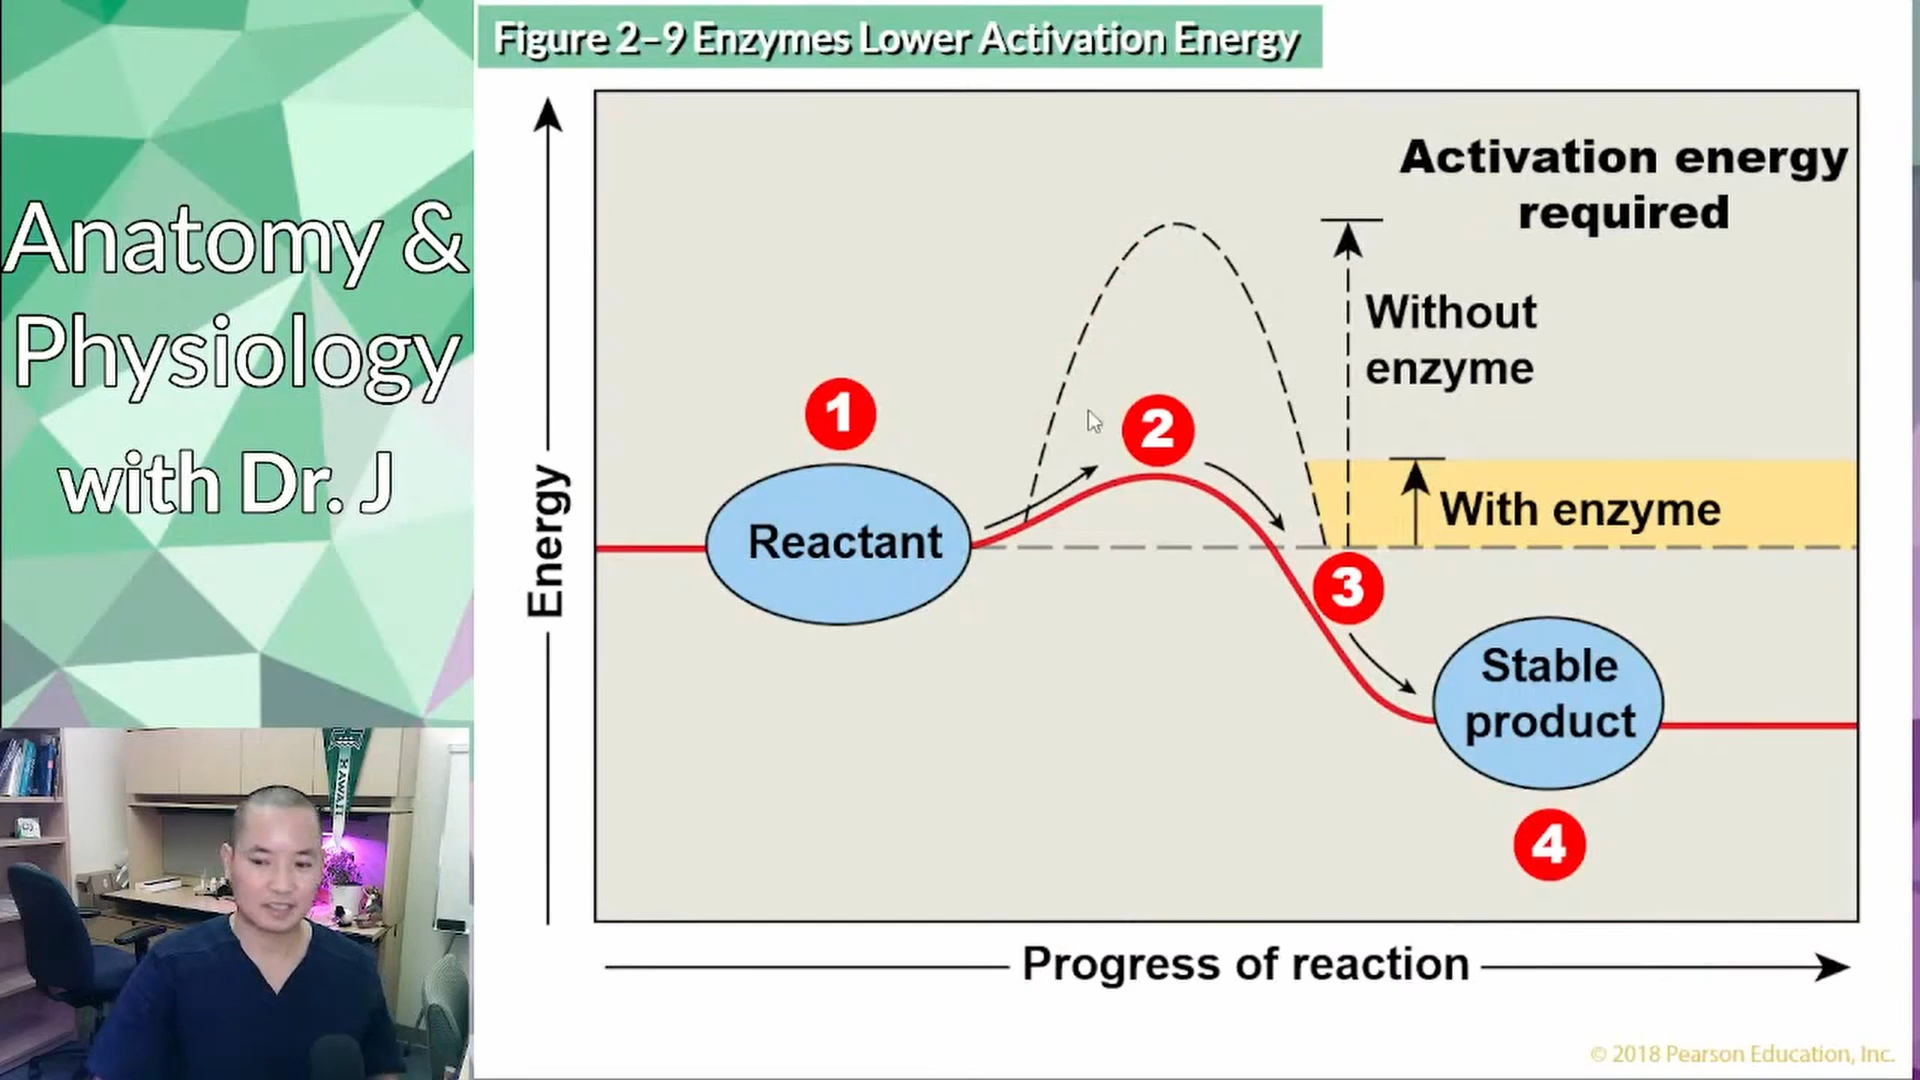 Figure 2–9 Enzymes Lower Activation Energy
Anatomy &
Physiology
with Dr. J
HAWAII
Energy
Activation energy
required
Without
enzyme
With enzyme
1
2
3
4
Reactant
Stable
product
Progress of reaction
© 2018 Pearson Education, Inc.